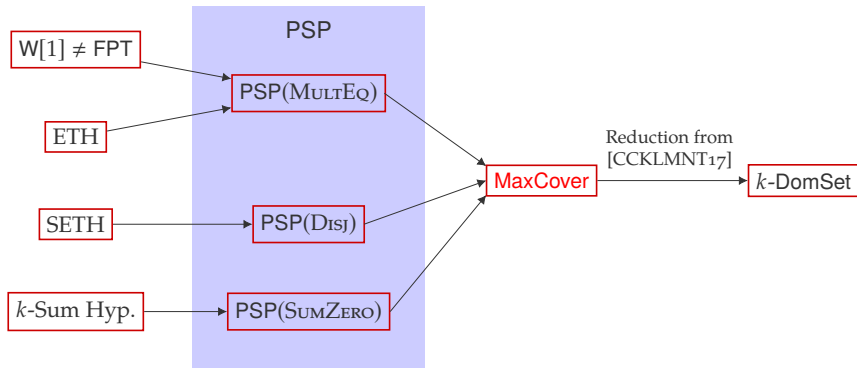 PSP
W[1] ≠ FPT
PSP(MultEq)
ETH
Reduction from
[CCKLMNT17]
MaxCover
k-DomSet
SETH
PSP(Disj)
k-Sum Hyp.
PSP(SumZero)